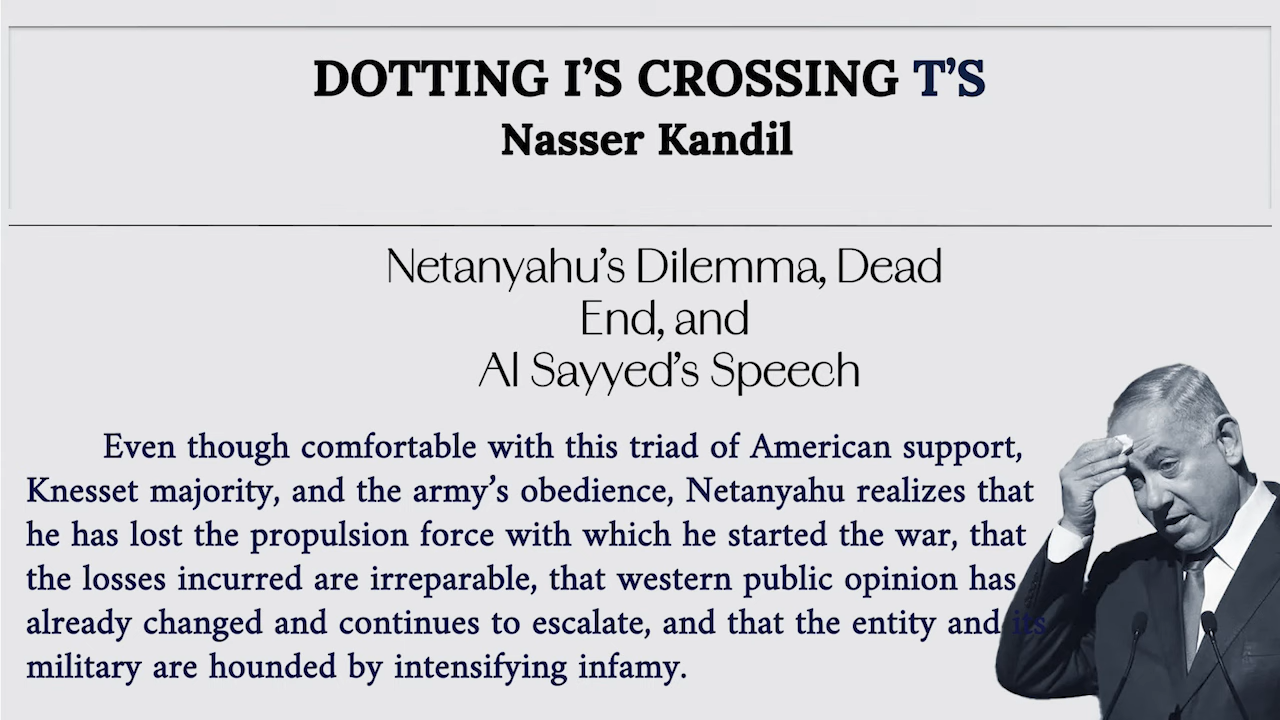 DOTTING I’S CROSSING T’S
Nasser Kandil
Netanyahu’s Dilemma, Dead
End, and
Al Sayyed’s Speech
Even though comfortable with this triad of American support,
Knesset majority, and the army’s obedience, Netanyahu realizes that
he has lost the propulsion force with which he started the war, that
the losses incurred are irreparable, that western public opinion has
already changed and continues to escalate, and that the entity and its
military are hounded by intensifying infamy.